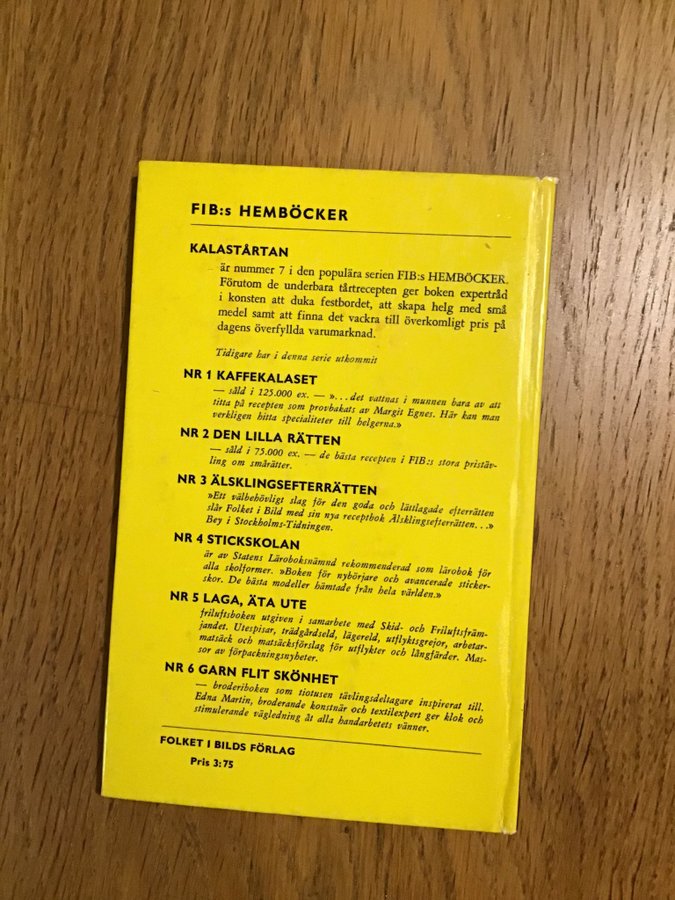 FIB:s HEMBÖCKER
KALASTÅRTAN
är nummer 7 i den populära serien FIB:s HEMBÖCKER.
Förutom de underbara tårtrecepten ger boken expertråd
i konsten att duka festbordet, att skapa helg med små
medel samt att finna det vackra till överkomligt pris på
dagens överfyllda varumarknad.
Tidigare har i denna serie utkommit
NR 1 KAFFEKALASET
— såld i 125.000 ex. — »...det vattnas i munnen bara av att
titta på recepten som provbakats av Margit Egnes. Här kan man
verkligen hitta specialiteter till helgerna.»
NR 2 DEN LILLA RÄTTEN
— såld i 75.000 ex. — de bästa recepten i FIB:s stora pristäv-
ling om smårätter.
NR 3 ÄLSKLINGSEFTERRÄTTEN
»Ett välbehövligt slag för den goda och lättlagade efterrätten
slår Folket i Bild med sin nya receptbok Älsklingsefterrätten...»
Bey i Stockholms-Tidningen.
NR 4 STICKSKOLAN
är av Statens Läroboksnämnd rekommenderad som lärobok för
alla skolformer. »Boken för nybörjare och avancerade sticker-
skor. De bästa modeller hämtade från hela världen.»
NR 5 LAGA, ÄTA UTE
friluftsboken utgiven i samarbete med Skid- och Friluftsfräm-
jandet. Utespisar, trädgårdseld, lägereld, utflyktsgrejor, arbetar-
matsäck och matsäcksförslag för utflykter och långfärder. Mas-
sor av förpackningsnyheter.
NR 6 GARN FLIT SKÖNHET
— broderiboken som tiotusen tävlingsdeltagare inspirerat till.
Edna Martin, broderande konstnär och textilexpert ger klok och
stimulerande vägledning åt alla handarbetets vänner.
FOLKET I BILDS FÖRLAG
Pris 3:75